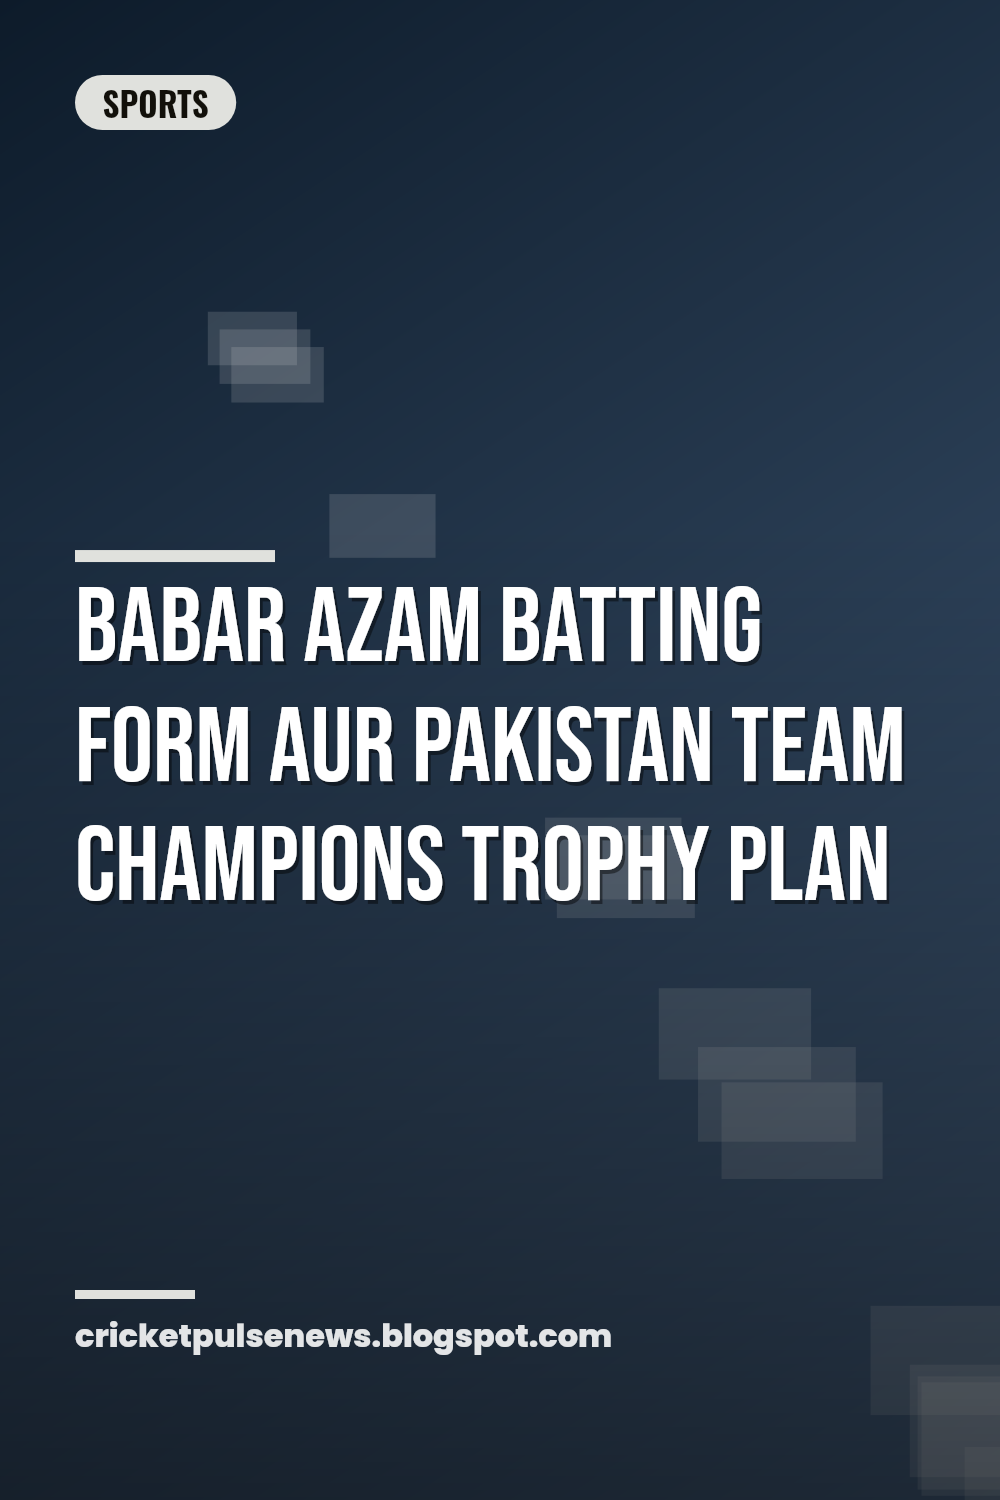 SPORTS
BABAR AZAM BATTING
FORM AUR PAKISTAN TEAM
CHAMPIONS TROPHY PLAN
cricketpulsenews.blogspot.com